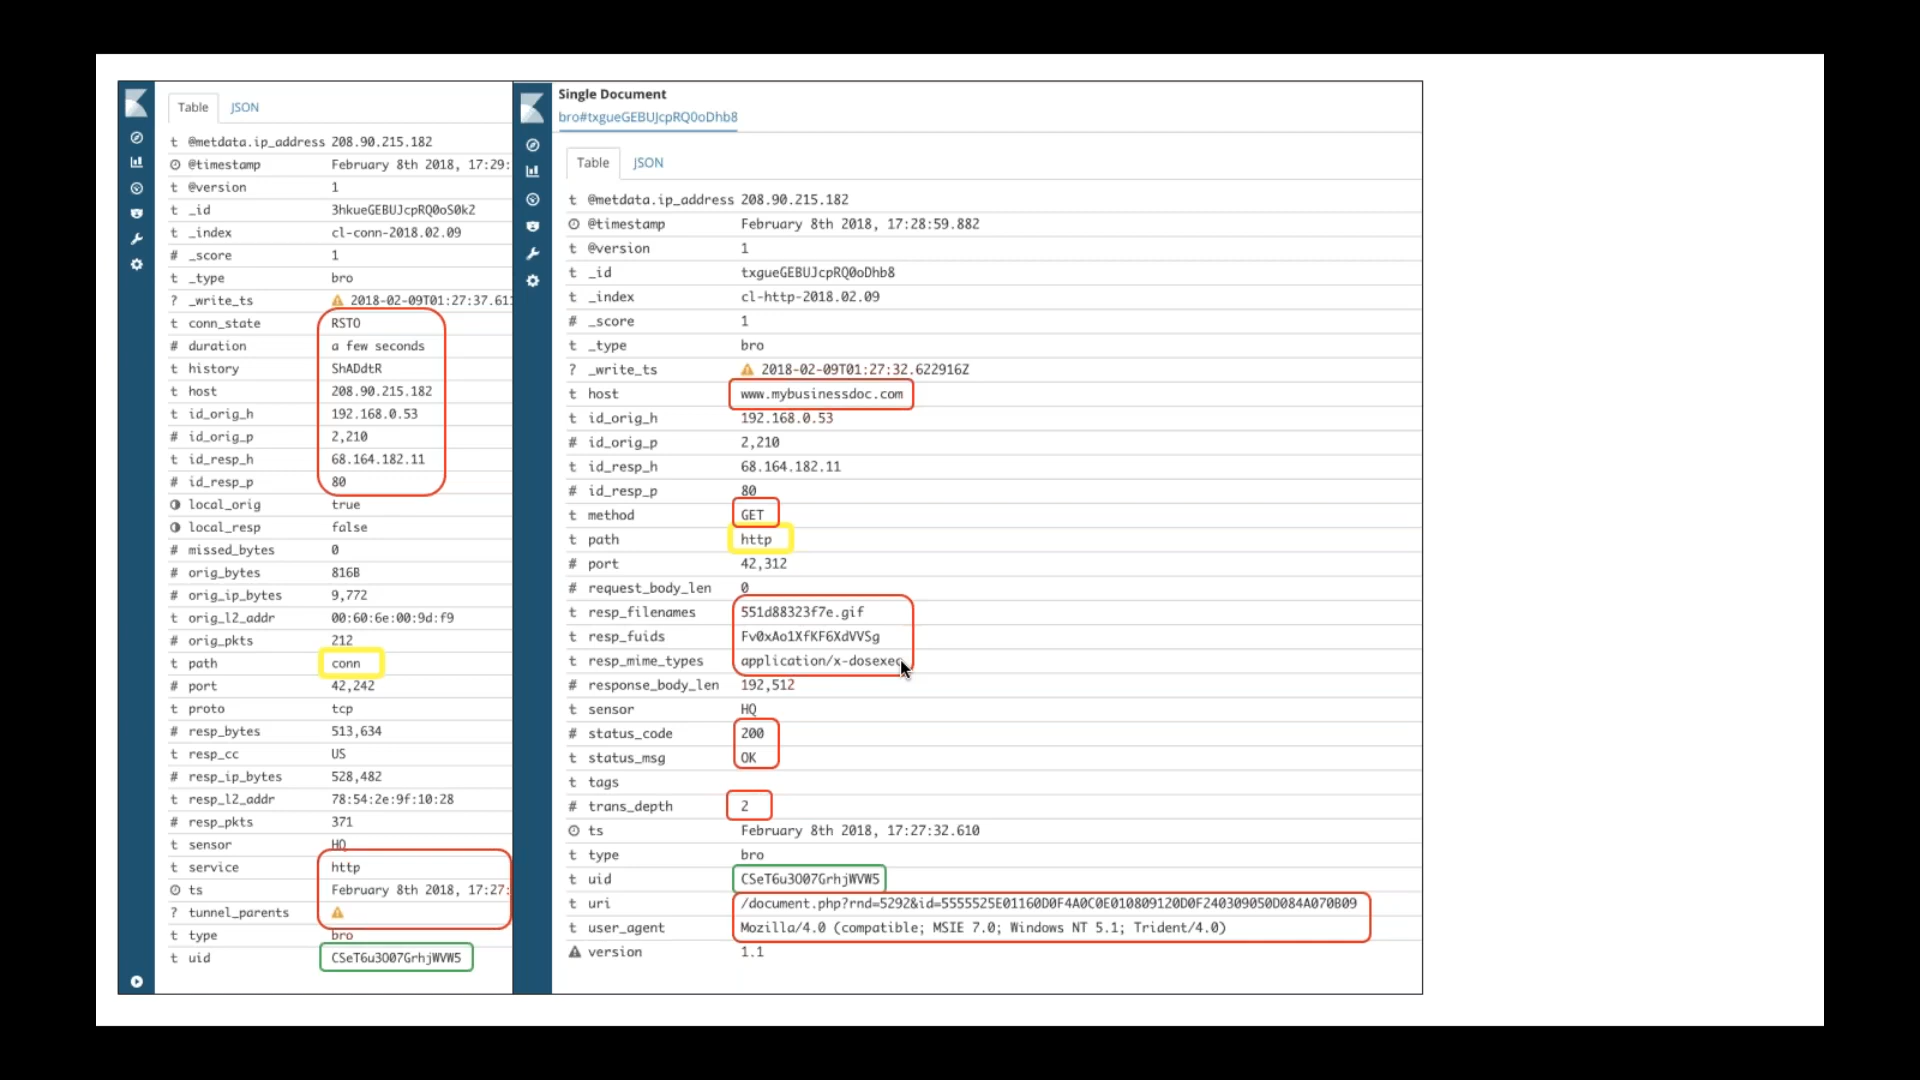 Table JSON
t @metdata.ip_address 208.90.215.182
@timestamp February 8th 2018, 17:29:
t @version 1
t _id 3hkueGEBUJcpRQ0oS0k2
t _index cl-conn-2018.02.09
# _score 1
t _type bro
? _write_ts 2018-02-09T01:27:37.61
t conn_state RSTO
# duration a few seconds
t history ShADdtR
t host 208.90.215.182
t id_orig_h 192.168.0.53
# id_orig_p 2,210
t id_resp_h 68.164.182.11
# id_resp_p 80
local_orig true
local_resp false
# missed_bytes 0
# orig_bytes 816B
# orig_ip_bytes 9,772
t orig_l2_addr 00:60:6e:00:9d:f9
# orig_pkts 212
t path conn
# port 42,242
t proto tcp
# resp_bytes 513,634
t resp_cc US
# resp_ip_bytes 528,482
t resp_l2_addr 78:54:2e:9f:10:28
# resp_pkts 371
t sensor HQ
t service http
ts February 8th 2018, 17:27:
? tunnel_parents
t type bro
t uid CSeT6u3O07GrhjWVW5
Single Document
bro#txgueGEBUJcpRQ0oDhb8
Table JSON
t @metdata.ip_address 208.90.215.182
@timestamp February 8th 2018, 17:28:59.882
t @version 1
t _id txgueGEBUJcpRQ0oDhb8
t _index cl-http-2018.02.09
# _score 1
t _type bro
? _write_ts 2018-02-09T01:27:32.622916Z
t host www.mybusinessdoc.com
t id_orig_h 192.168.0.53
# id_orig_p 2,210
t id_resp_h 68.164.182.11
# id_resp_p 80
t method GET
t path http
# port 42,312
# request_body_len 0
t resp_filenames 551d88323f7e.gif
t resp_fuids Fv0xAo1XfKF6XdVVSg
t resp_mime_types application/x-dosexec
# response_body_len 192,512
t sensor HQ
# status_code 200
t status_msg OK
t tags
# trans_depth 2
ts February 8th 2018, 17:27:32.610
t type bro
t uid CSeT6u3O07GrhjWVW5
t uri /document.php?rnd=5292&id=5555525E01160D0F4A0C0E010809120D0F240309050D084A070B09
t user_agent Mozilla/4.0 (compatible; MSIE 7.0; Windows NT 5.1; Trident/4.0)
version 1.1